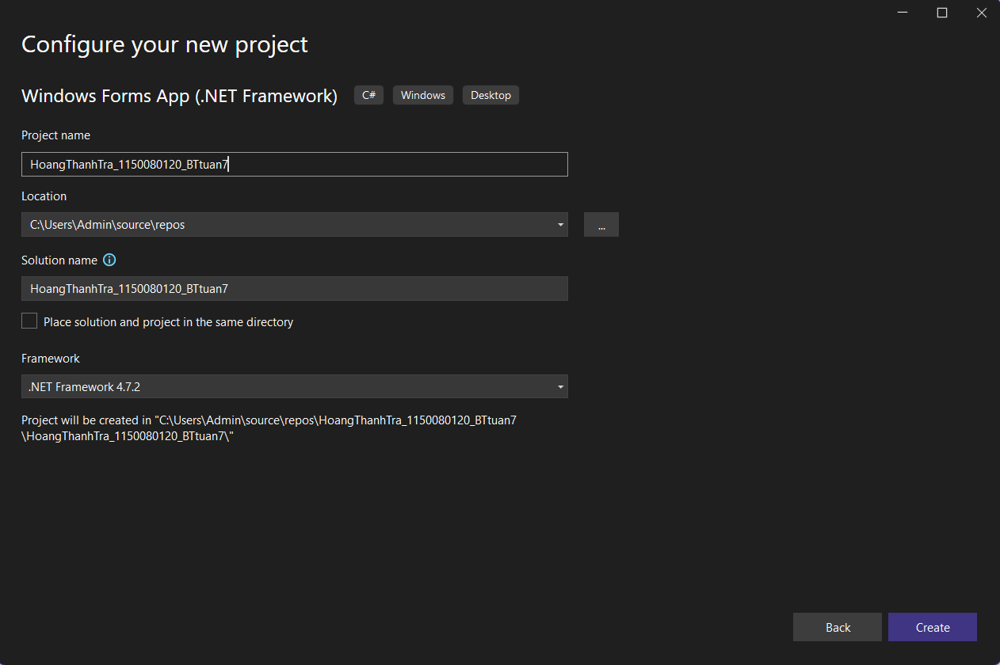 Configure your new project
Windows Forms App (.NET Framework) C# Windows Desktop
Project name
HoangThanhTra_1150080120_BTtuan7
Location
C:\Users\Admin\source\repos
...
Solution name
HoangThanhTra_1150080120_BTtuan7
Place solution and project in the same directory
Framework
.NET Framework 4.7.2
Project will be created in "C:\Users\Admin\source\repos\HoangThanhTra_1150080120_BTtuan7
\HoangThanhTra_1150080120_BTtuan7\"
Back Create